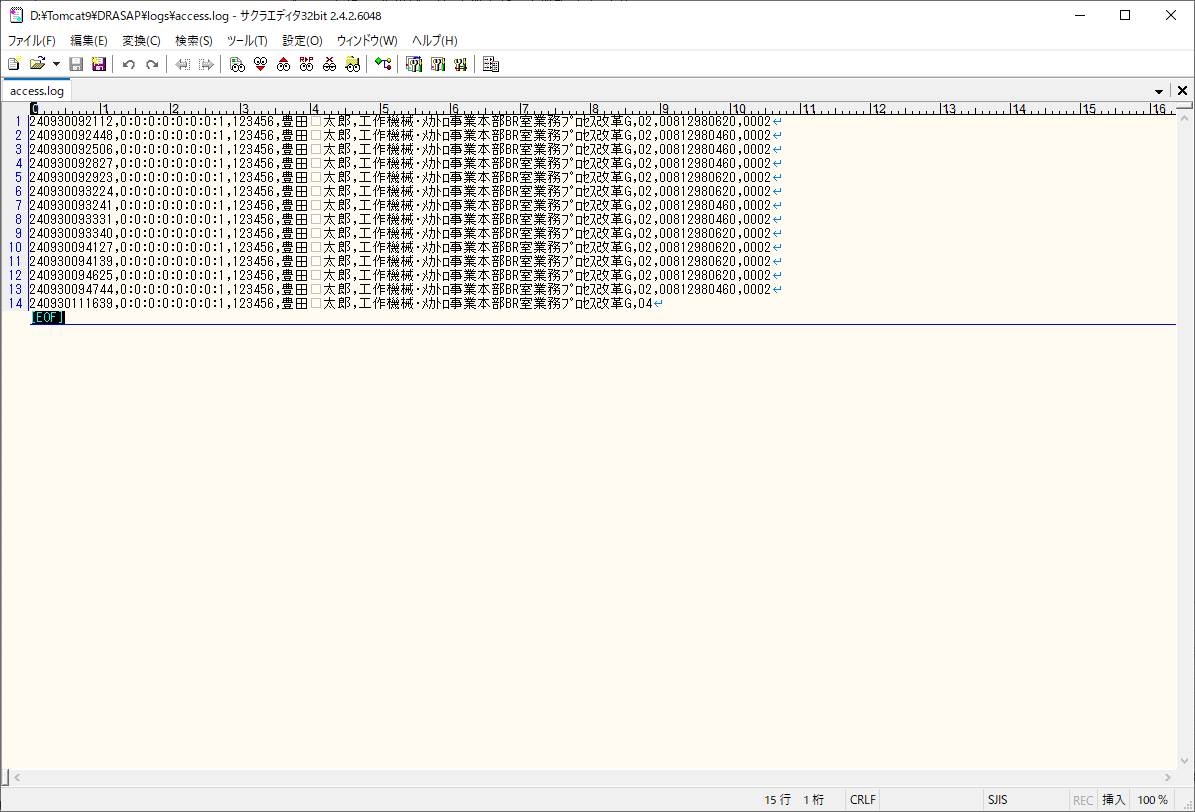 D:¥Tomcat9¥DRASAP¥logs¥access.log - サクラエディタ32bit 2.4.2.6048
ファイル(F) 編集(E) 変換(C) 検索(S) ツール(T) 設定(O) ウィンドウ(W) ヘルプ(H)
access.log
0 1 2 3 4 5 6 7 8 9 10 11 12 13 14 15 16
1 240930092112,0:0:0:0:0:0:0:1,123456,豊田□太郎,工作機械・ﾒｶﾄﾛ事業本部BR室業務ﾌﾟﾛｾｽ改革G,02,00812980620,0002↵
2 240930092448,0:0:0:0:0:0:0:1,123456,豊田□太郎,工作機械・ﾒｶﾄﾛ事業本部BR室業務ﾌﾟﾛｾｽ改革G,02,00812980460,0002↵
3 240930092506,0:0:0:0:0:0:0:1,123456,豊田□太郎,工作機械・ﾒｶﾄﾛ事業本部BR室業務ﾌﾟﾛｾｽ改革G,02,00812980460,0002↵
4 240930092827,0:0:0:0:0:0:0:1,123456,豊田□太郎,工作機械・ﾒｶﾄﾛ事業本部BR室業務ﾌﾟﾛｾｽ改革G,02,00812980460,0002↵
5 240930092923,0:0:0:0:0:0:0:1,123456,豊田□太郎,工作機械・ﾒｶﾄﾛ事業本部BR室業務ﾌﾟﾛｾｽ改革G,02,00812980620,0002↵
6 240930093224,0:0:0:0:0:0:0:1,123456,豊田□太郎,工作機械・ﾒｶﾄﾛ事業本部BR室業務ﾌﾟﾛｾｽ改革G,02,00812980460,0002↵
7 240930093241,0:0:0:0:0:0:0:1,123456,豊田□太郎,工作機械・ﾒｶﾄﾛ事業本部BR室業務ﾌﾟﾛｾｽ改革G,02,00812980460,0002↵
8 240930093331,0:0:0:0:0:0:0:1,123456,豊田□太郎,工作機械・ﾒｶﾄﾛ事業本部BR室業務ﾌﾟﾛｾｽ改革G,02,00812980460,0002↵
9 240930093340,0:0:0:0:0:0:0:1,123456,豊田□太郎,工作機械・ﾒｶﾄﾛ事業本部BR室業務ﾌﾟﾛｾｽ改革G,02,00812980620,0002↵
10 240930094127,0:0:0:0:0:0:0:1,123456,豊田□太郎,工作機械・ﾒｶﾄﾛ事業本部BR室業務ﾌﾟﾛｾｽ改革G,02,00812980620,0002↵
11 240930094139,0:0:0:0:0:0:0:1,123456,豊田□太郎,工作機械・ﾒｶﾄﾛ事業本部BR室業務ﾌﾟﾛｾｽ改革G,02,00812980620,0002↵
12 240930094625,0:0:0:0:0:0:0:1,123456,豊田□太郎,工作機械・ﾒｶﾄﾛ事業本部BR室業務ﾌﾟﾛｾｽ改革G,02,00812980620,0002↵
13 240930094744,0:0:0:0:0:0:0:1,123456,豊田□太郎,工作機械・ﾒｶﾄﾛ事業本部BR室業務ﾌﾟﾛｾｽ改革G,02,00812980460,0002↵
14 240930111639,0:0:0:0:0:0:0:1,123456,豊田□太郎,工作機械・ﾒｶﾄﾛ事業本部BR室業務ﾌﾟﾛｾｽ改革G,04↵
[EOF]
15 行 1 桁 CRLF SJIS REC 挿入 100 %